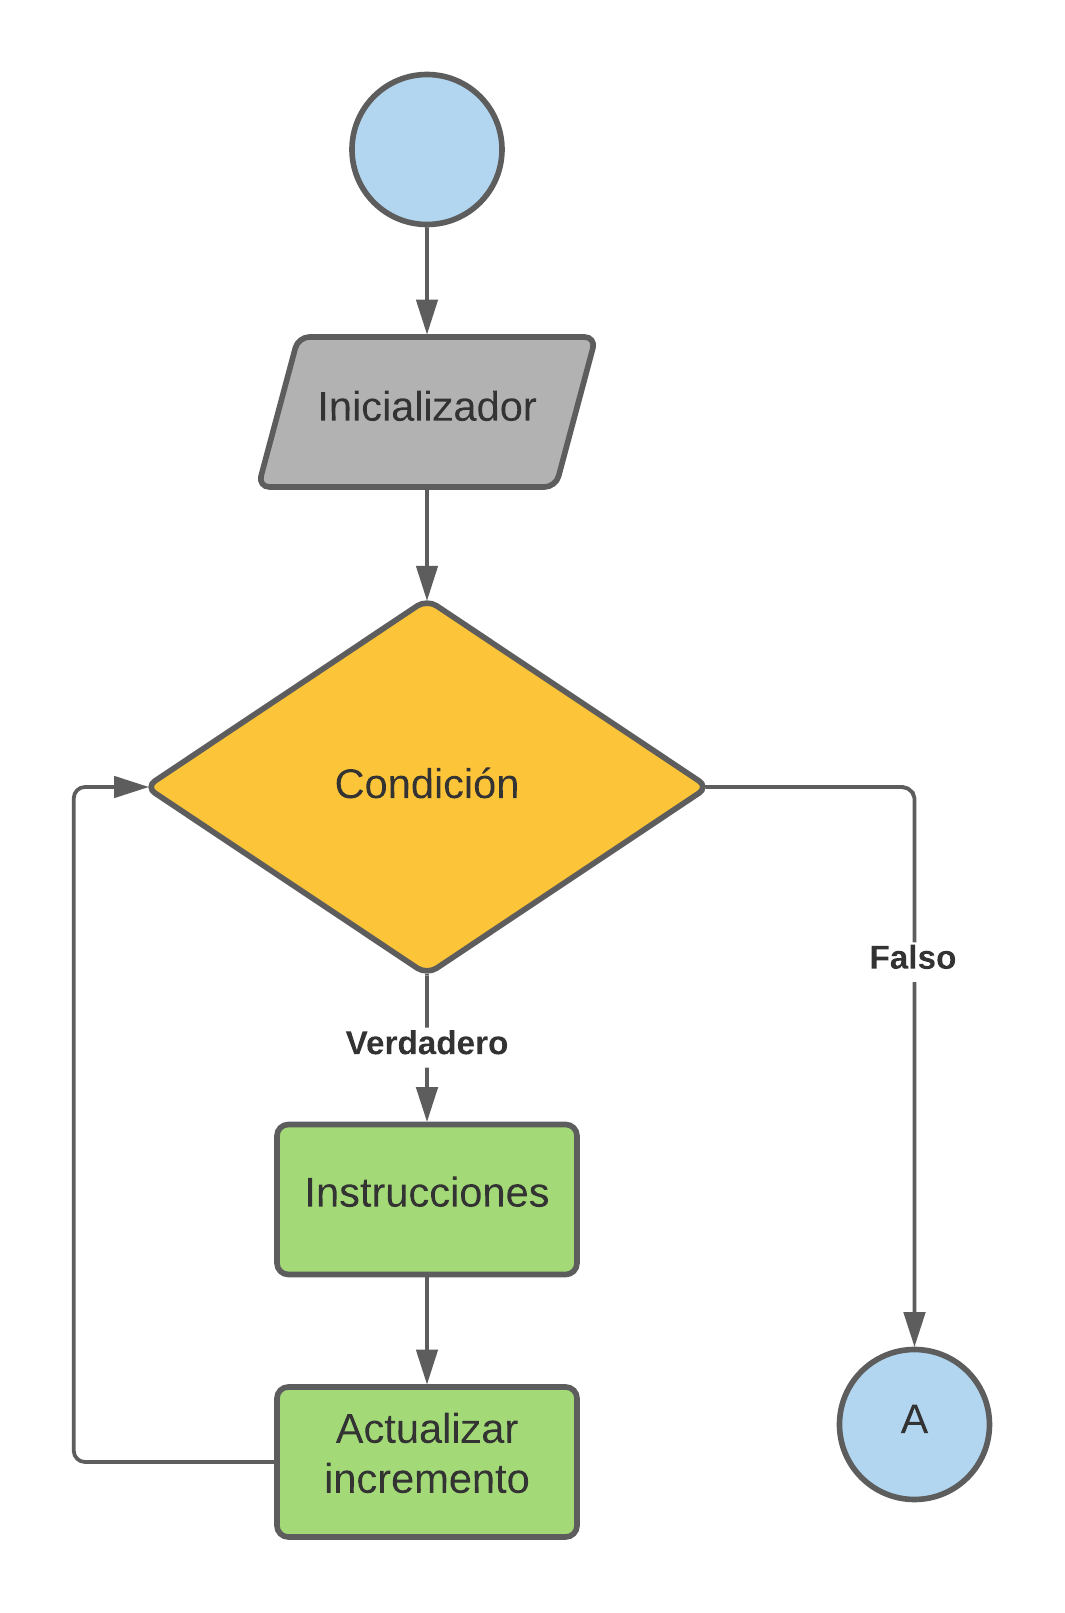 Inicializador
Condición
Falso
Verdadero
Instrucciones
A
Actualizar
incremento